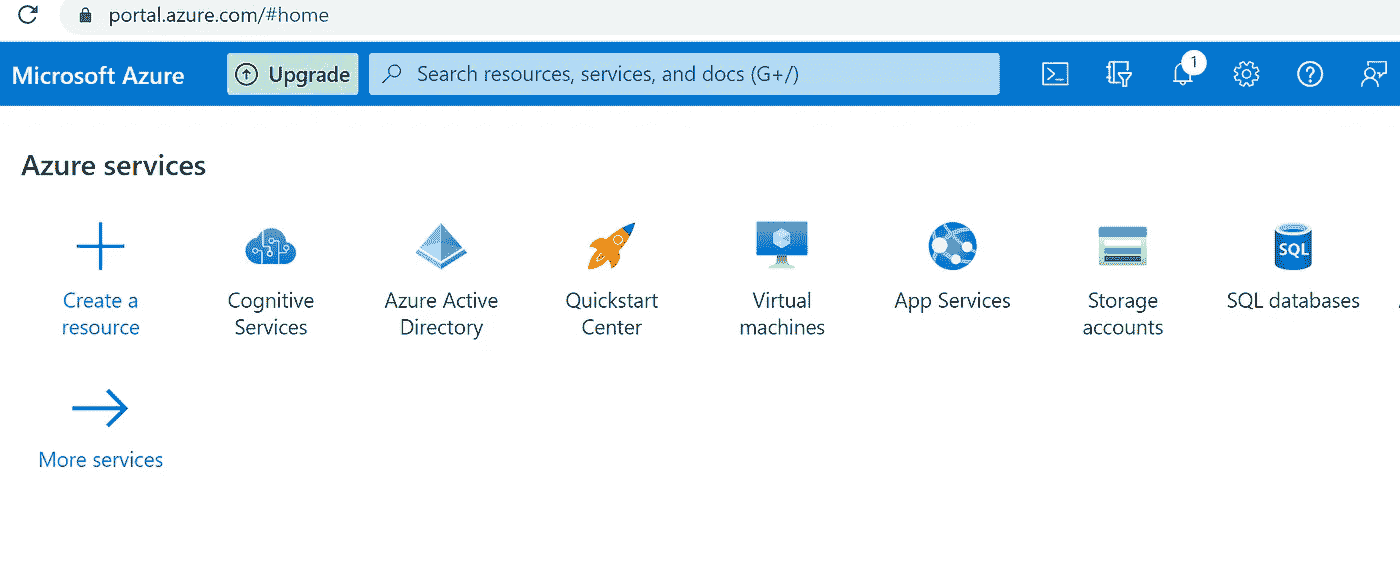 portal.azure.com/#home
Microsoft Azure Upgrade Search resources, services, and docs (G+/) 1
Azure services
Create a resource
Cognitive Services
Azure Active Directory
Quickstart Center
Virtual machines
App Services
Storage accounts
SQL
SQL databases
More services